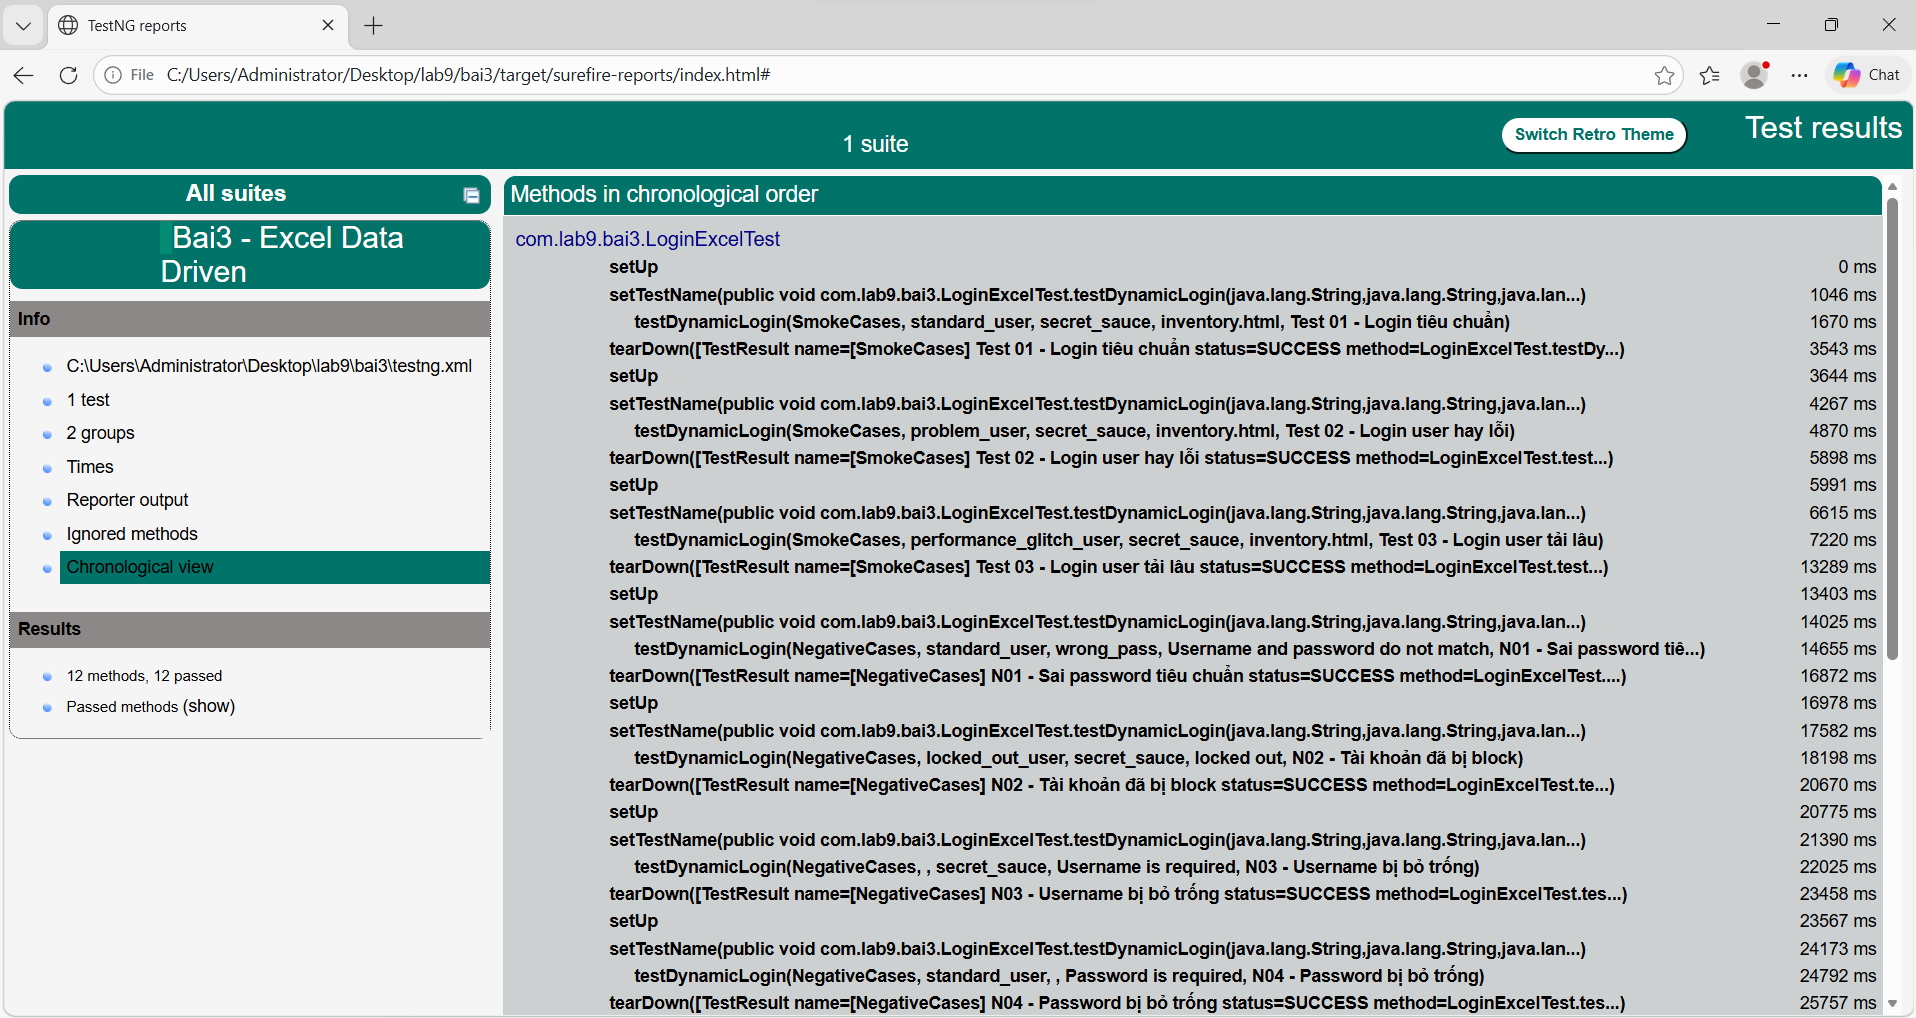 TestNG reports
File C:/Users/Administrator/Desktop/lab9/bai3/target/surefire-reports/index.html#
Chat
1 suite
Switch Retro Theme
Test results
All suites
Bai3 - Excel Data
Driven
Info
C:\Users\Administrator\Desktop\lab9\bai3\testng.xml
1 test
2 groups
Times
Reporter output
Ignored methods
Chronological view
Results
12 methods, 12 passed
Passed methods (show)
Methods in chronological order
com.lab9.bai3.LoginExcelTest
setUp 0 ms
setTestName(public void com.lab9.bai3.LoginExcelTest.testDynamicLogin(java.lang.String,java.lang.String,java.lan...) 1046 ms
testDynamicLogin(SmokeCases, standard_user, secret_sauce, inventory.html, Test 01 - Login tiêu chuẩn) 1670 ms
tearDown([TestResult name=[SmokeCases] Test 01 - Login tiêu chuẩn status=SUCCESS method=LoginExcelTest.testDy...) 3543 ms
setUp 3644 ms
setTestName(public void com.lab9.bai3.LoginExcelTest.testDynamicLogin(java.lang.String,java.lang.String,java.lan...) 4267 ms
testDynamicLogin(SmokeCases, problem_user, secret_sauce, inventory.html, Test 02 - Login user hay lỗi) 4870 ms
tearDown([TestResult name=[SmokeCases] Test 02 - Login user hay lỗi status=SUCCESS method=LoginExcelTest.test...) 5898 ms
setUp 5991 ms
setTestName(public void com.lab9.bai3.LoginExcelTest.testDynamicLogin(java.lang.String,java.lang.String,java.lan...) 6615 ms
testDynamicLogin(SmokeCases, performance_glitch_user, secret_sauce, inventory.html, Test 03 - Login user tải lâu) 7220 ms
tearDown([TestResult name=[SmokeCases] Test 03 - Login user tải lâu status=SUCCESS method=LoginExcelTest.test...) 13289 ms
setUp 13403 ms
setTestName(public void com.lab9.bai3.LoginExcelTest.testDynamicLogin(java.lang.String,java.lang.String,java.lan...) 14025 ms
testDynamicLogin(NegativeCases, standard_user, wrong_pass, Username and password do not match, N01 - Sai password tiê...) 14655 ms
tearDown([TestResult name=[NegativeCases] N01 - Sai password tiêu chuẩn status=SUCCESS method=LoginExcelTest....) 16872 ms
setUp 16978 ms
setTestName(public void com.lab9.bai3.LoginExcelTest.testDynamicLogin(java.lang.String,java.lang.String,java.lan...) 17582 ms
testDynamicLogin(NegativeCases, locked_out_user, secret_sauce, locked out, N02 - Tài khoản đã bị block) 18198 ms
tearDown([TestResult name=[NegativeCases] N02 - Tài khoản đã bị block status=SUCCESS method=LoginExcelTest.te...) 20670 ms
setUp 20775 ms
setTestName(public void com.lab9.bai3.LoginExcelTest.testDynamicLogin(java.lang.String,java.lang.String,java.lan...) 21390 ms
testDynamicLogin(NegativeCases, , secret_sauce, Username is required, N03 - Username bị bỏ trống) 22025 ms
tearDown([TestResult name=[NegativeCases] N03 - Username bị bỏ trống status=SUCCESS method=LoginExcelTest.tes...) 23458 ms
setUp 23567 ms
setTestName(public void com.lab9.bai3.LoginExcelTest.testDynamicLogin(java.lang.String,java.lang.String,java.lan...) 24173 ms
testDynamicLogin(NegativeCases, standard_user, , Password is required, N04 - Password bị bỏ trống) 24792 ms
tearDown([TestResult name=[NegativeCases] N04 - Password bị bỏ trống status=SUCCESS method=LoginExcelTest.tes...) 25757 ms